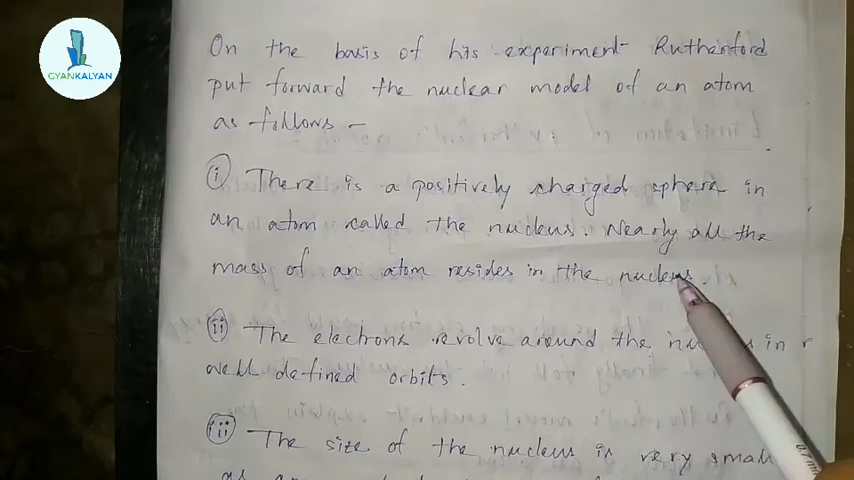 GYANKALYAN
On the basis of his experiment Rutherford
put forward the nuclear model of an atom
as follows -
(i) There is a positively charged sphere in
an atom called the nucleus. Nearly all the
mass of an atom resides in the nucleus.
(ii) The electrons revolve around the in
well defined orbits.
(iii) The size of the nucleus is very small
as